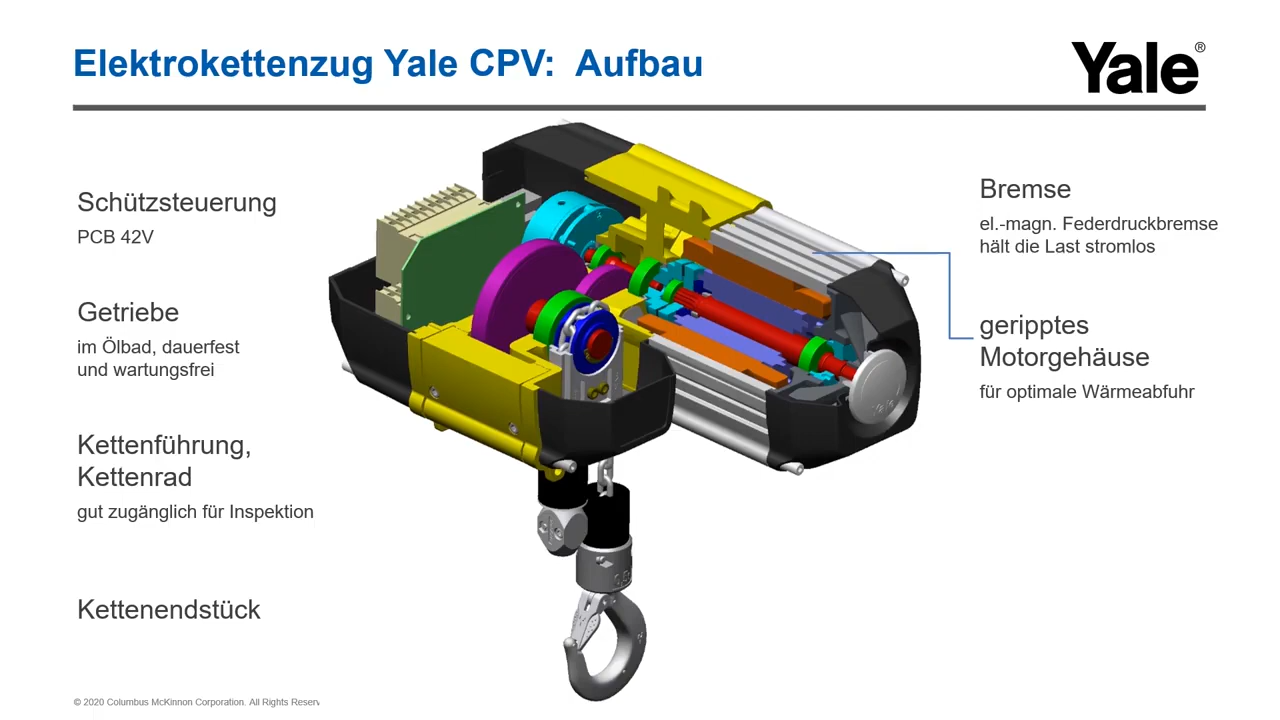 Elektrokettenzug Yale CPV: Aufbau
Yale®
Schützsteuerung
PCB 42V
Getriebe
im Ölbad, dauerfest
und wartungsfrei
Kettenführung,
Kettenrad
gut zugänglich für Inspektion
Kettenendstück
Bremse
el.-magn. Federdruckbremse
hält die Last stromlos
geripptes
Motorgehäuse
für optimale Wärmeabfuhr
© 2020 Columbus McKinnon Corporation. All Rights